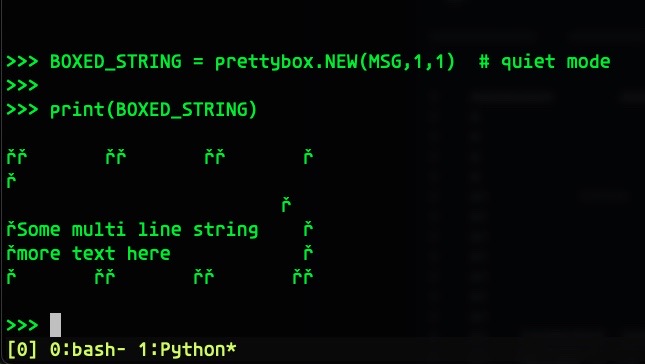 >>> BOXED_STRING = prettybox.NEW(MSG,1,1)  # quiet mode
>>>
>>> print(BOXED_STRING)
řř       řř       řř       ř
ř
                         ř
řSome multi line string    ř
řmore text here            ř
ř       řř       řř       řř
>>>
[0] 0:bash- 1:Python*